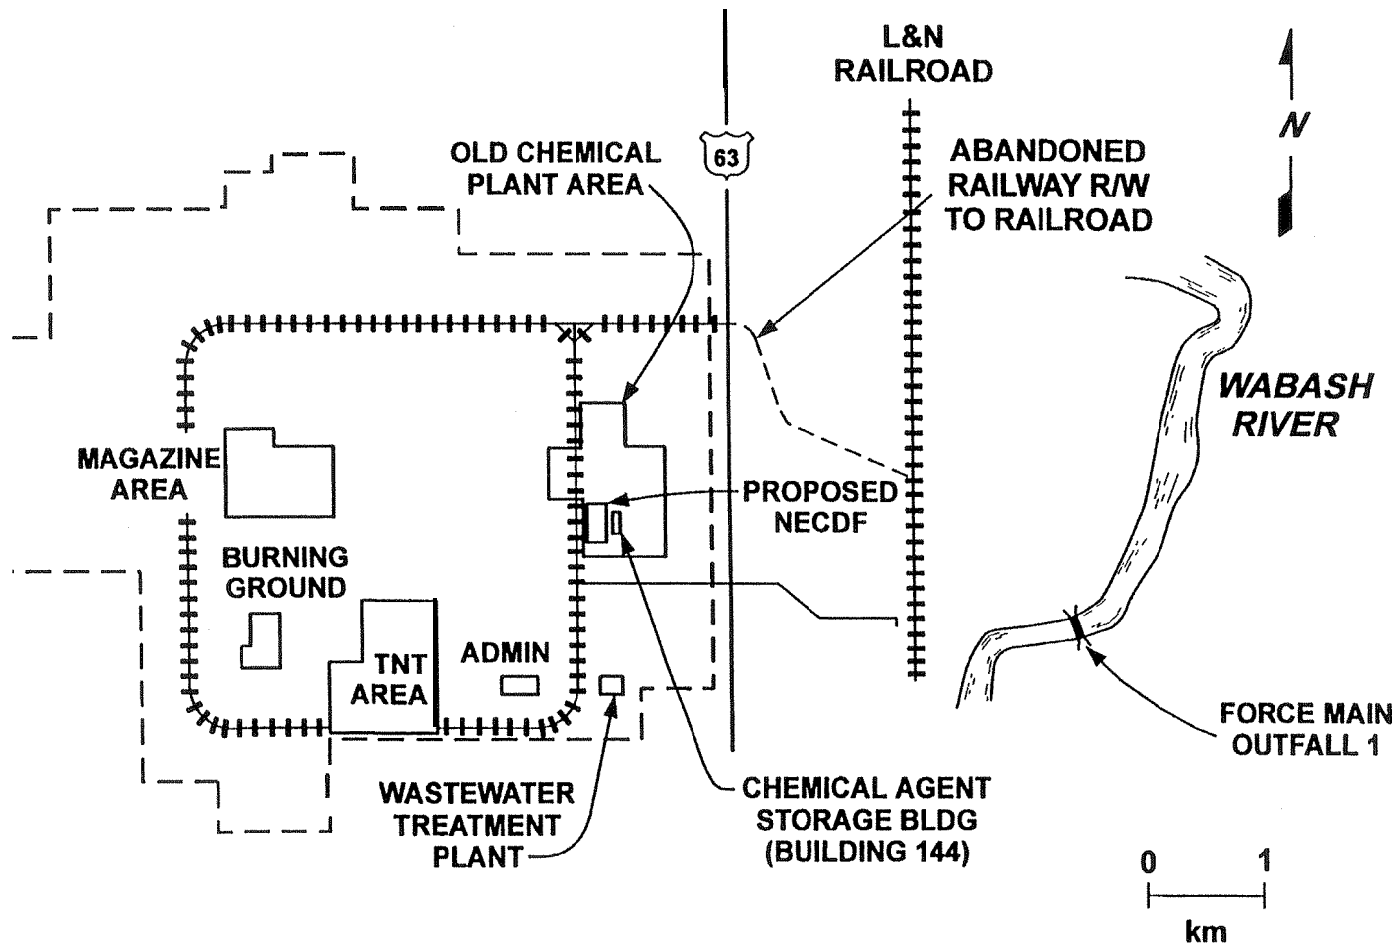 L&N
RAILROAD
N
63
OLD CHEMICAL
PLANT AREA
ABANDONED
RAILWAY R/W
TO RAILROAD
WABASH
RIVER
MAGAZINE
AREA
PROPOSED
NECDF
BURNING
GROUND
TNT
AREA
ADMIN
FORCE MAIN
OUTFALL 1
WASTEWATER
TREATMENT
PLANT
CHEMICAL AGENT
STORAGE BLDG
(BUILDING 144)
0 1
km